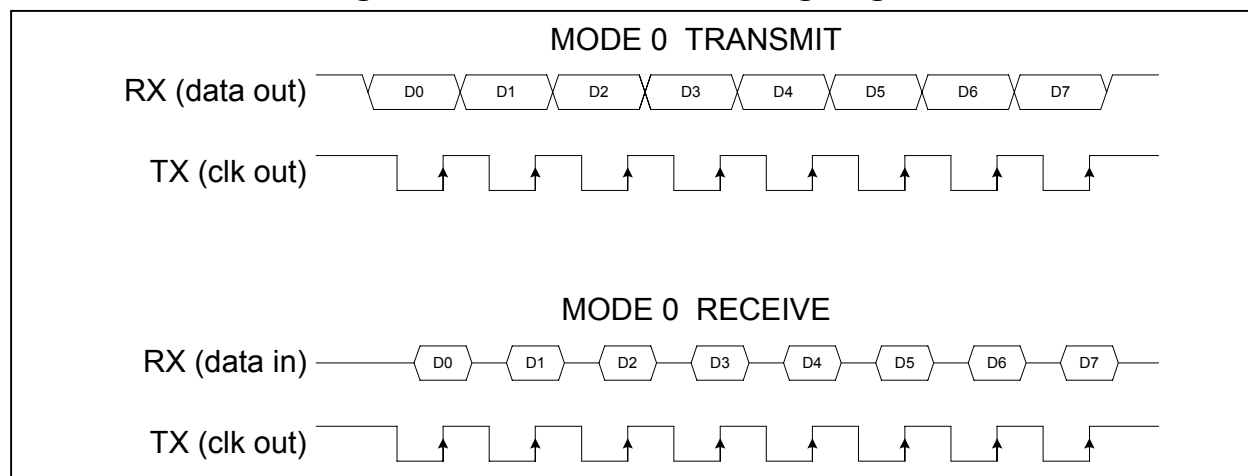 MODE 0 TRANSMIT
RX (data out) D0 D1 D2 D3 D4 D5 D6 D7
TX (clk out)
MODE 0 RECEIVE
RX (data in) D0 D1 D2 D3 D4 D5 D6 D7
TX (clk out)